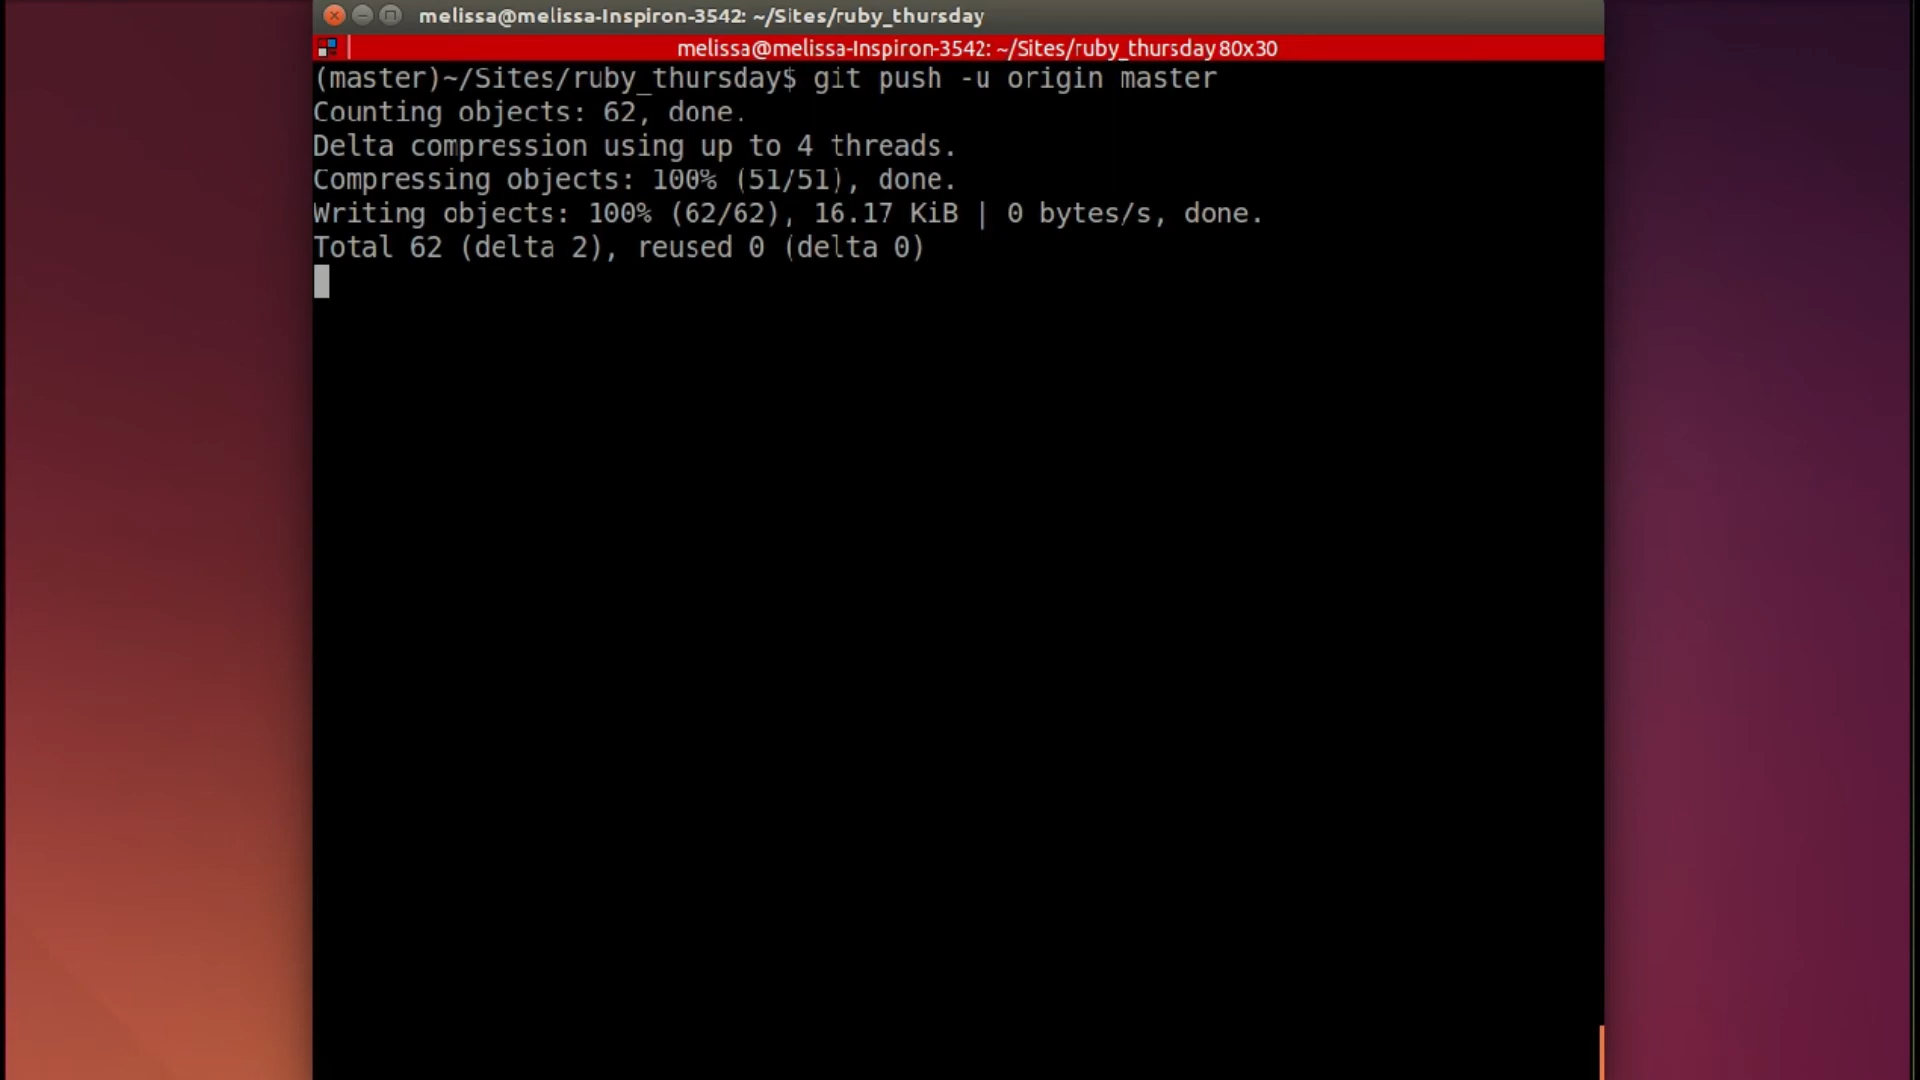 melissa@melissa-Inspiron-3542: ~/Sites/ruby_thursday
melissa@melissa-Inspiron-3542: ~/Sites/ruby_thursday 80x30
(master)~/Sites/ruby_thursday$ git push -u origin master
Counting objects: 62, done.
Delta compression using up to 4 threads.
Compressing objects: 100% (51/51), done.
Writing objects: 100% (62/62), 16.17 KiB | 0 bytes/s, done.
Total 62 (delta 2), reused 0 (delta 0)